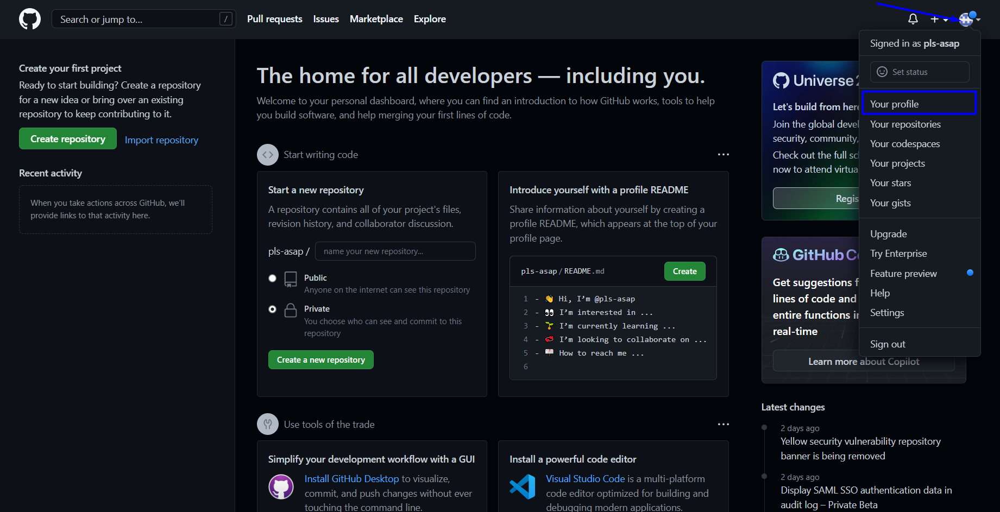 Search or jump to...
/
Pull requests
Issues
Marketplace
Explore
Signed in as pls-asap
Set status
Your profile
Your repositories
Your codespaces
Your projects
Your stars
Your gists
Upgrade
Try Enterprise
Feature preview
Help
Settings
Sign out
Create your first project
Ready to start building? Create a repository
for a new idea or bring over an existing
repository to keep contributing to it.
Create repository
Import repository
Recent activity
When you take actions across GitHub, we'll
provide links to that activity here.
The home for all developers — including you.
Welcome to your personal dashboard, where you can find an introduction to how GitHub works, tools to help
you build software, and help merging your first lines of code.
Start writing code
Start a new repository
A repository contains all of your project's files,
revision history, and collaborator discussion.
pls-asap /
name your new repository...
Public
Anyone on the internet can see this repository
Private
You choose who can see and commit to this
repository
Create a new repository
Introduce yourself with a profile README
Share information about yourself by creating a
profile README, which appears at the top of your
profile page.
pls-asap/README.md
Create
1 - 👋 Hi, I’m @pls-asap
2 - 👀 I’m interested in ...
3 - 🌱 I’m currently learning ...
4 - 💞️ I’m looking to collaborate on ...
5 - 📫 How to reach me ...
6
Use tools of the trade
Simplify your development workflow with a GUI
Install GitHub Desktop to visualize,
commit, and push changes without ever
touching the command line.
Install a powerful code editor
Visual Studio Code is a multi-platform
code editor optimized for building and
debugging modern applications.
Universe
Let's build from here
Join the global
security, community,
Check out the full
now to attend
GitHub
Get suggestions
lines of code and
entire functions
real-time
Learn more about Copilot
Latest changes
2 days ago
Yellow security vulnerability repository
banner is being removed
2 days ago
Display SAML SSO authentication data in
audit log – Private Beta